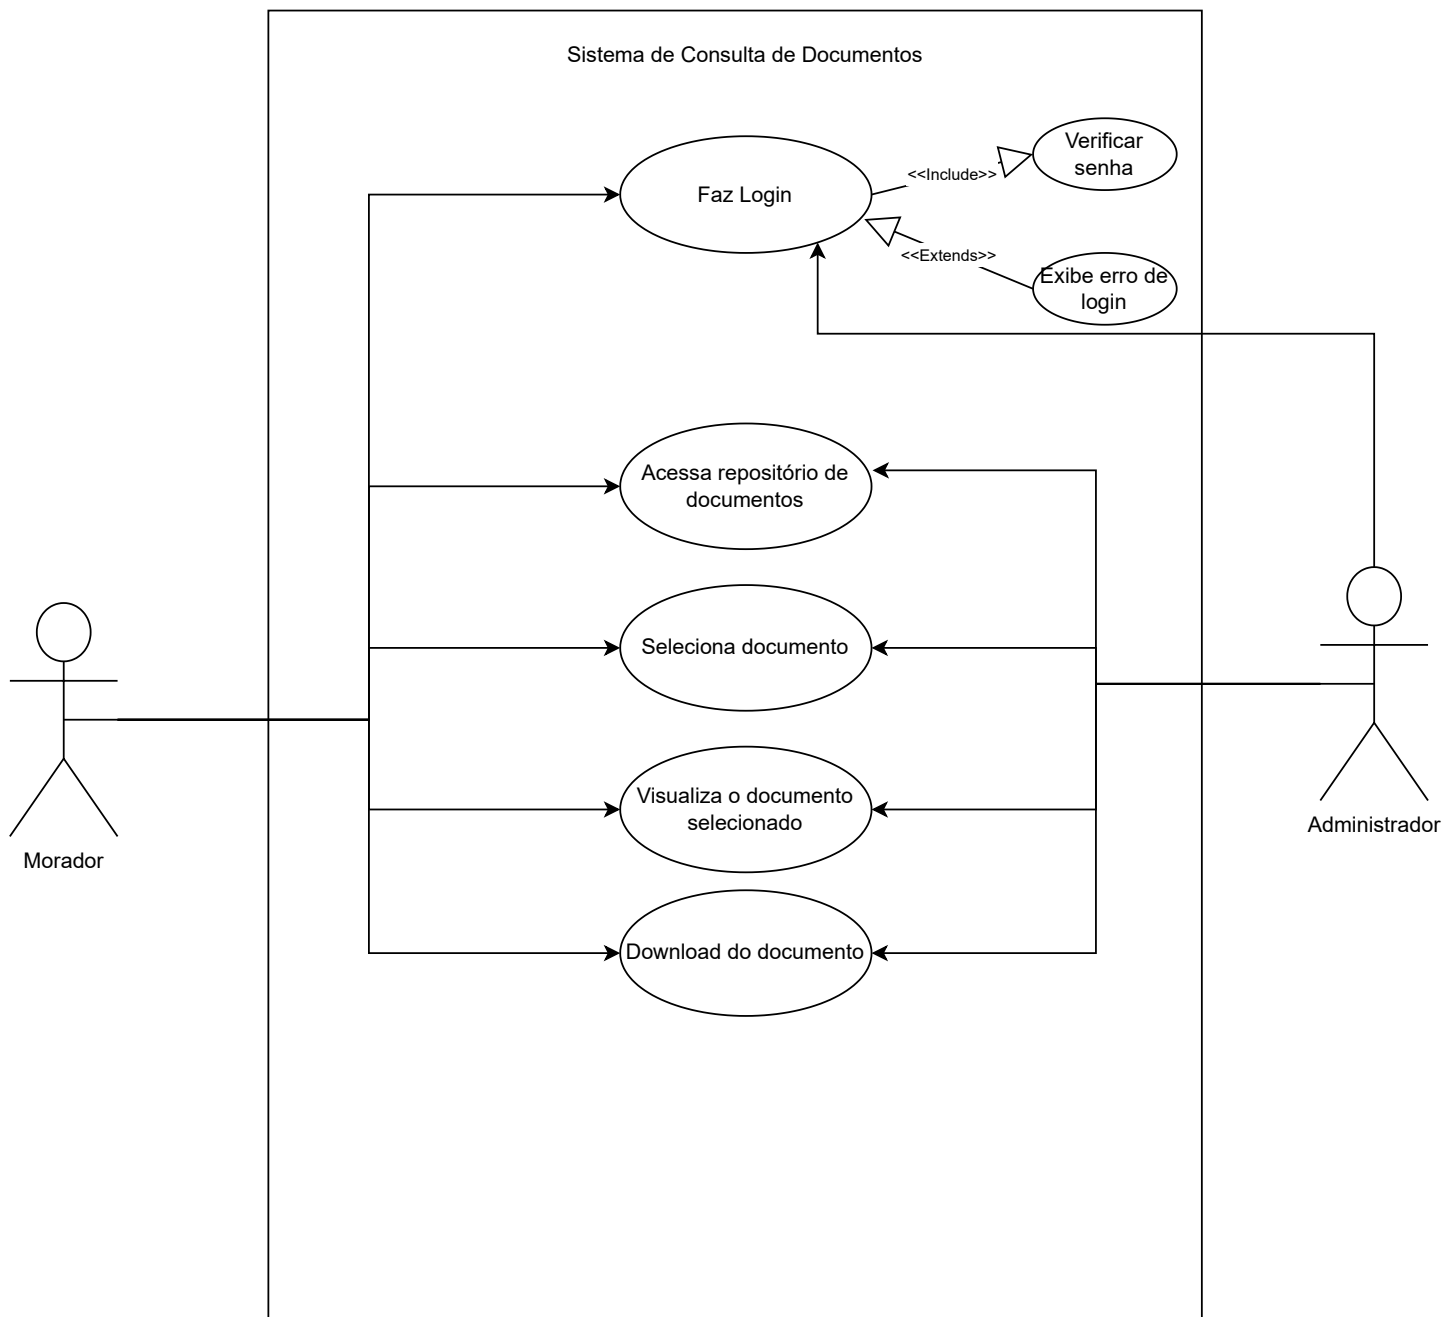 Sistema de Consulta de Documentos
Verificar
senha
<<Include>>
Faz Login
<<Extends>>
Exibe erro de
login
Acessa repositório de
documentos
Seleciona documento
Visualiza o documento
selecionado
Administrador
Morador
Download do documento